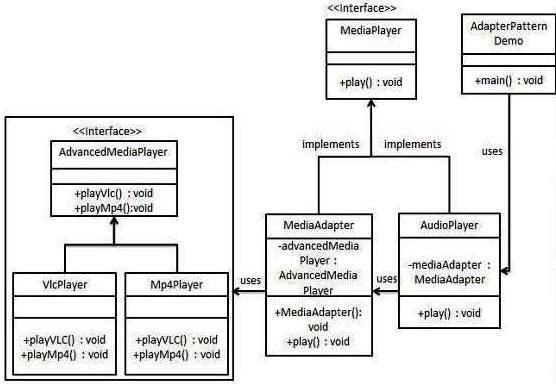 <<Interface>>
MediaPlayer
+play() : void
AdapterPattern
Demo
+main() : void
implements
implements
uses
<<Interface>>
AdvancedMediaPlayer
+playVlc() : void
+playMp4():void
VlcPlayer
+playVLC() : void
+playMp4() : void
Mp4Player
+playVLC() : void
+playMp4() : void
uses
MediaAdapter
-advancedMedia
Player :
AdvancedMedia
Player
+MediaAdapter():
void
+play() : void
uses
AudioPlayer
-mediaAdapter :
MediaAdapter
+play() : void